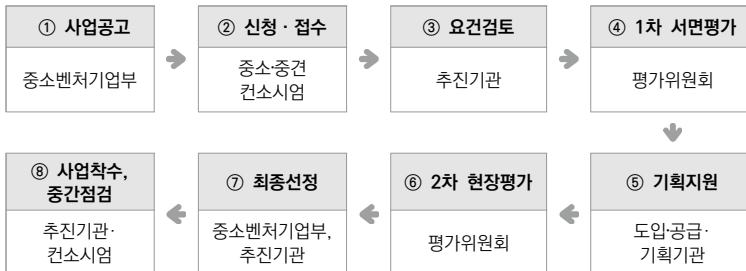 ① 사업공고
중소벤처기업부
② 신청·접수
중소·중견
컨소시엄
③ 요건검토
추진기관
④ 1차 서면평가
평가위원회
⑤ 기획지원
도입·공급·
기획기관
⑥ 2차 현장평가
평가위원회
⑦ 최종선정
중소벤처기업부,
추진기관
⑧ 사업착수,
중간점검
추진기관·
컨소시엄